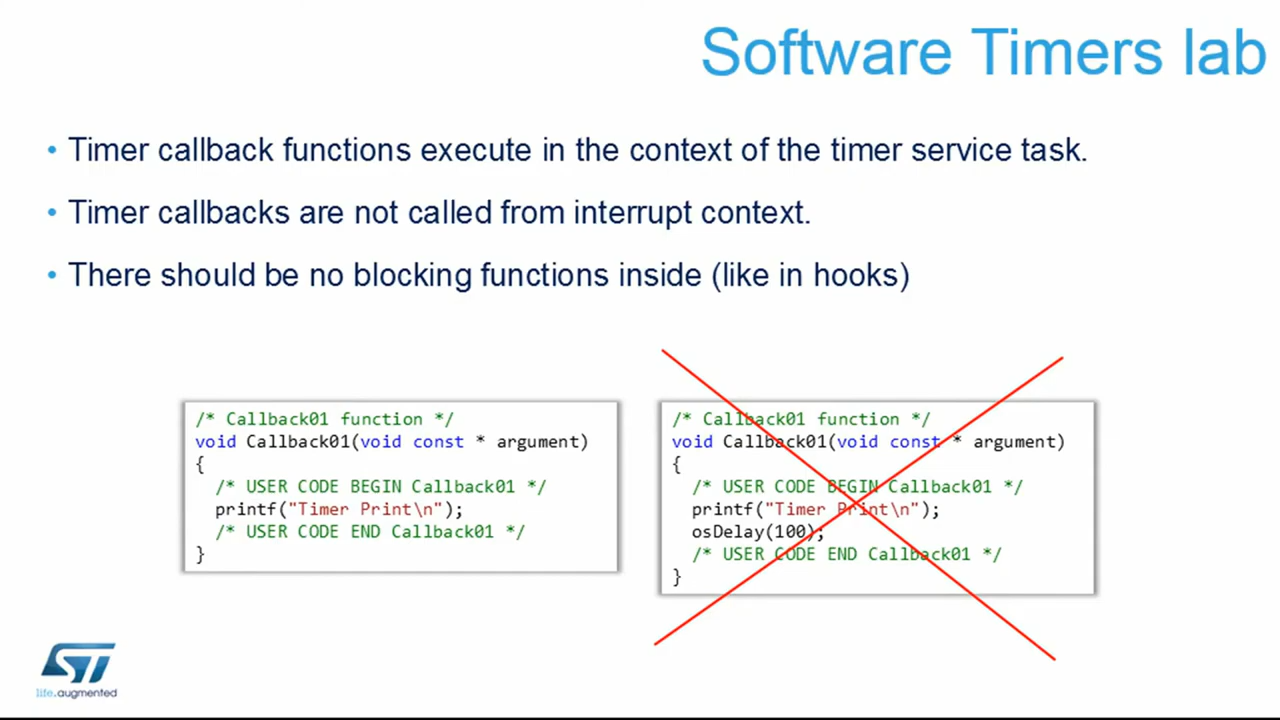 Software Timers lab
• Timer callback functions execute in the context of the timer service task.
• Timer callbacks are not called from interrupt context.
• There should be no blocking functions inside (like in hooks)
/* Callback01 function */
void Callback01(void const * argument)
{
  /* USER CODE BEGIN Callback01 */
  printf("Timer Print\n");
  /* USER CODE END Callback01 */
}
/* Callback01 function */
void Callback01(void const * argument)
{
  /* USER CODE BEGIN Callback01 */
  printf("Timer Print\n");
  osDelay(100);
  /* USER CODE END Callback01 */
}
ST
life.augmented